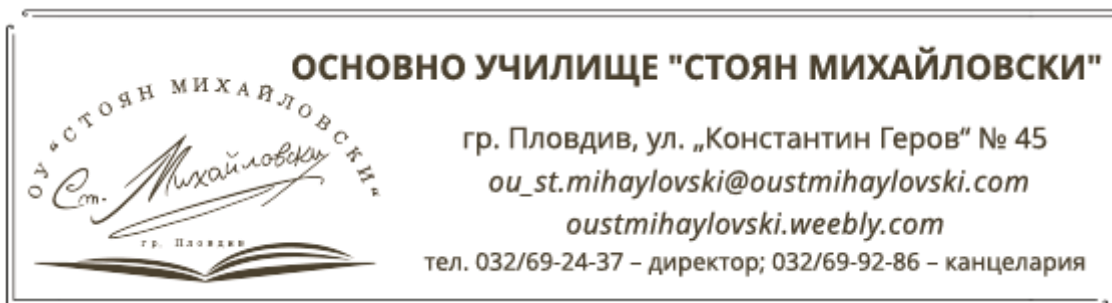 ОСНОВНО УЧИЛИЩЕ "СТОЯН МИХАЙЛОВСКИ"
ОУ "СТОЯН МИХАЙЛОВСКИ"
Ст. Михайловски
гр. Пловдив
гр. Пловдив, ул. „Константин Геров“ № 45
ou_st.mihaylovski@oustmihaylovski.com
oustmihaylovski.weebly.com
тел. 032/69-24-37 – директор; 032/69-92-86 – канцелария